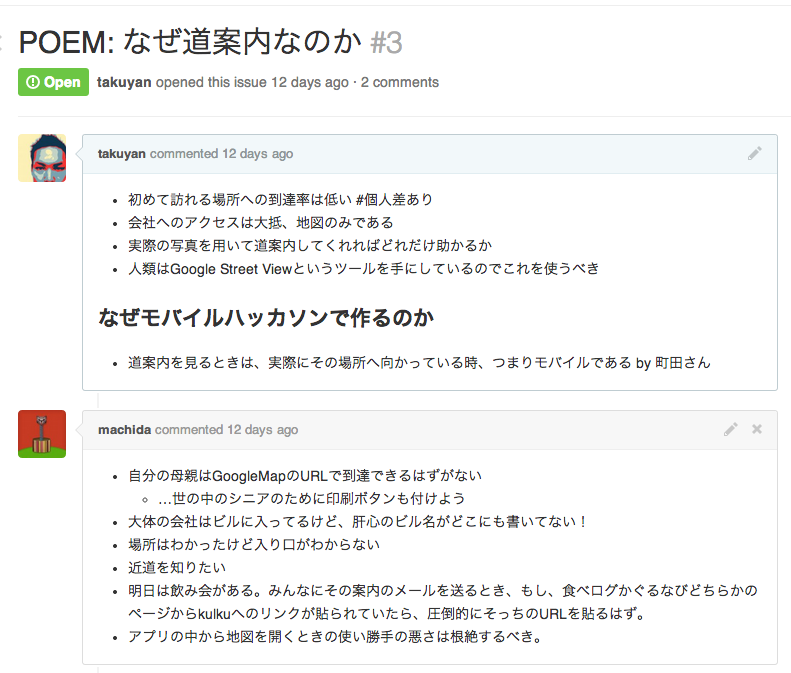 POEM: なぜ道案内なのか #3
Open takuyan opened this issue 12 days ago · 2 comments
takuyan commented 12 days ago
• 初めて訪れる場所への到達率は低い #個人差あり
• 会社へのアクセスは大抵、地図のみである
• 実際の写真を用いて道案内してくれればどれだけ助かるか
• 人類はGoogle Street Viewというツールを手にしているのでこれを使うべき
なぜモバイルハッカソンで作るのか
• 道案内を見るときは、実際にその場所へ向かっている時、つまりモバイルである by 町田さん
machida commented 12 days ago
• 自分の母親はGoogleMapのURLで到達できるはずがない
◦ …世の中のシニアのために印刷ボタンも付けよう
• 大体の会社はビルに入ってるけど、肝心のビル名がどこにも書いてない！
• 場所はわかったけど入り口がわからない
• 近道を知りたい
• 明日は飲み会がある。みんなにその案内のメールを送るとき、もし、食べログかぐるなびどちらかの
ページからkulkuへのリンクが貼られていたら、圧倒的にそっちのURLを貼るはず。
• アプリの中から地図を開くときの使い勝手の悪さは根絶するべき。